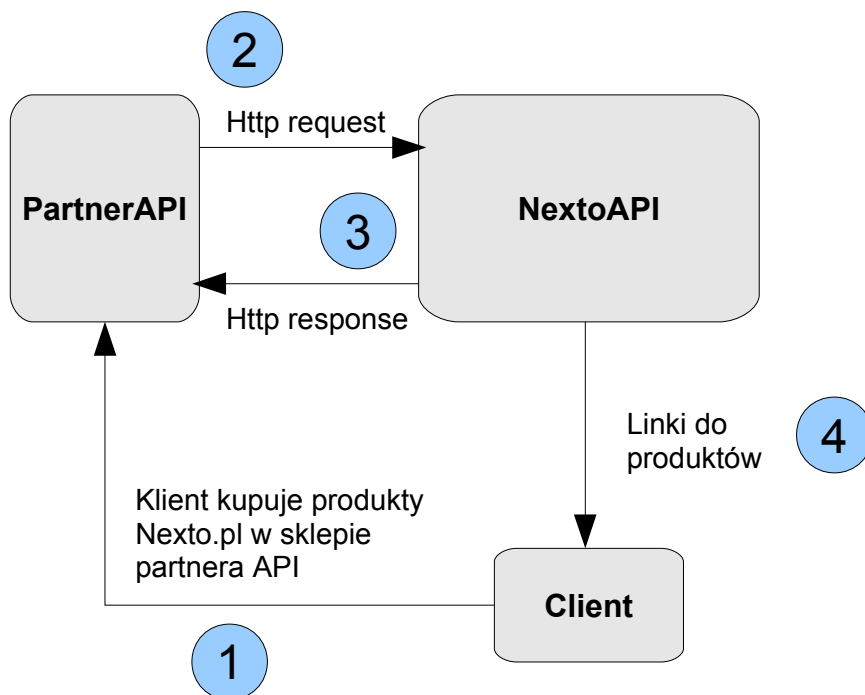 2
Http request
PartnerAPI
NextoAPI
3
Http response
Linki do
produktów
4
Klient kupuje produkty
Nexto.pl w sklepie
partnera API
Client
1